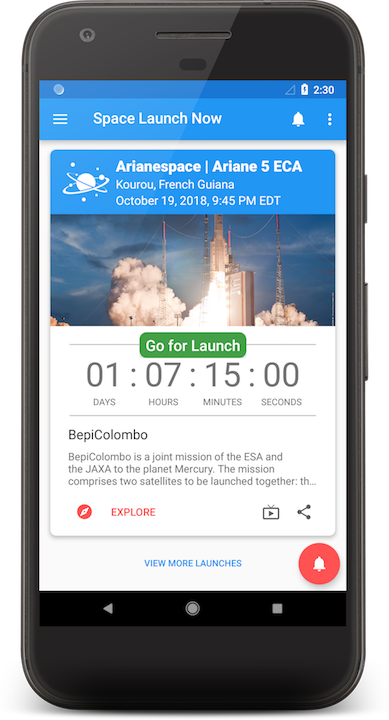 2:30
Space Launch Now
Arianespace | Ariane 5 ECA
Kourou, French Guiana
October 19, 2018, 9:45 PM EDT
Go for Launch
01 : 07 : 15 : 00
DAYS HOURS MINUTES SECONDS
BepiColombo
BepiColombo is a joint mission of the ESA and
the JAXA to the planet Mercury. The mission
comprises two satellites to be launched together: th...
EXPLORE
VIEW MORE LAUNCHES